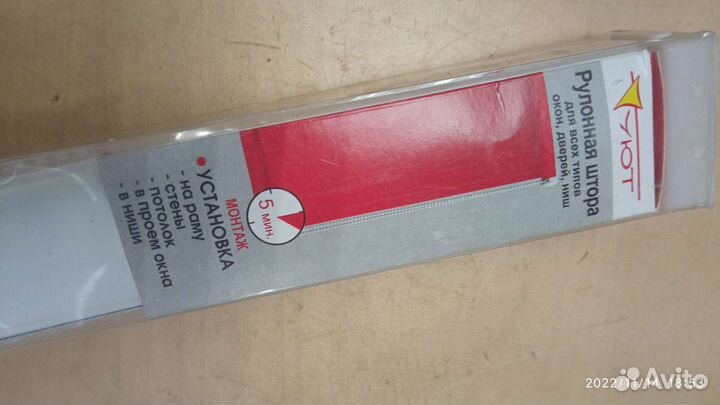 УЮТ
Рулонная штора
для всех типов
окон, дверей, ниш
5 мин.
МОНТАЖ
• УСТАНОВКА
- на раму
- стены
- потолок
- в проем окна
- в ниши
2022/11/14 18:53
Avito